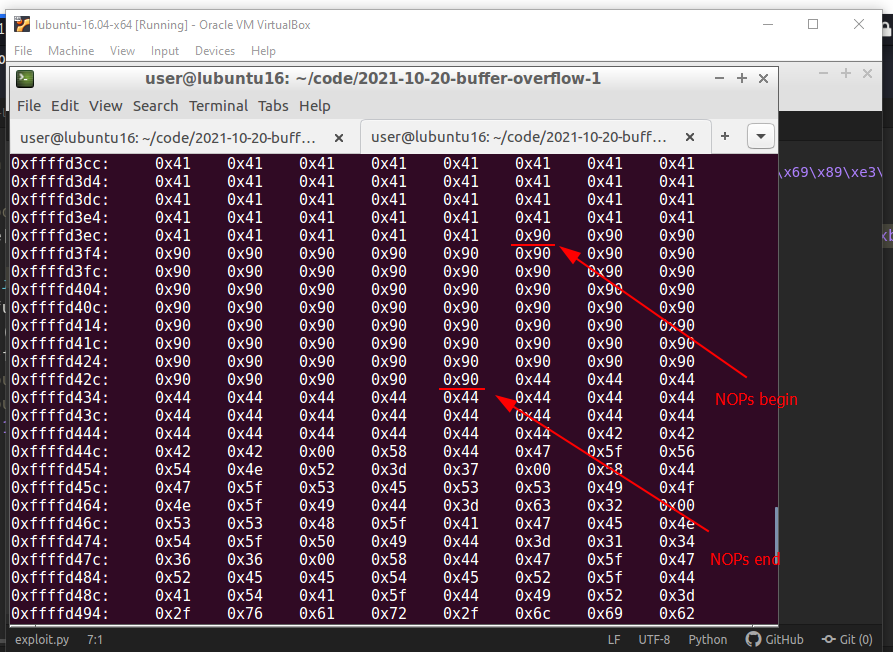 lubuntu-16.04-x64 [Running] - Oracle VM VirtualBox
File Machine View Input Devices Help
user@lubuntu16: ~/code/2021-10-20-buffer-overflow-1
File Edit View Search Terminal Tabs Help
user@lubuntu16: ~/code/2021-10-20-buff... user@lubuntu16: ~/code/2021-10-20-buff...
0xffffd3cc: 0x41 0x41 0x41 0x41 0x41 0x41 0x41 0x41
\x69\x89\xe3\
0xffffd3d4: 0x41 0x41 0x41 0x41 0x41 0x41 0x41 0x41
0xffffd3dc: 0x41 0x41 0x41 0x41 0x41 0x41 0x41 0x41
0xffffd3e4: 0x41 0x41 0x41 0x41 0x41 0x41 0x41 0x41
0xffffd3ec: 0x41 0x41 0x41 0x41 0x41 0x90 0x90 0x90
0xffffd3f4: 0x90 0x90 0x90 0x90 0x90 0x90 0x90 0x90
0xffffd3fc: 0x90 0x90 0x90 0x90 0x90 0x90 0x90 0x90
0xffffd404: 0x90 0x90 0x90 0x90 0x90 0x90 0x90 0x90
0xffffd40c: 0x90 0x90 0x90 0x90 0x90 0x90 0x90 0x90
0xffffd414: 0x90 0x90 0x90 0x90 0x90 0x90 0x90 0x90
0xffffd41c: 0x90 0x90 0x90 0x90 0x90 0x90 0x90 0x90
0xffffd424: 0x90 0x90 0x90 0x90 0x90 0x90 0x90 0x90
0xffffd42c: 0x90 0x90 0x90 0x90 0x90 0x44 0x44 0x44
0xffffd434: 0x44 0x44 0x44 0x44 0x44 0x44 0x44 0x44
NOPs begin
0xffffd43c: 0x44 0x44 0x44 0x44 0x44 0x44 0x44 0x44
0xffffd444: 0x44 0x44 0x44 0x44 0x44 0x44 0x42 0x42
0xffffd44c: 0x42 0x42 0x00 0x58 0x44 0x47 0x5f 0x56
0xffffd454: 0x54 0x4e 0x52 0x3d 0x37 0x00 0x58 0x44
0xffffd45c: 0x47 0x5f 0x53 0x45 0x53 0x53 0x49 0x4f
0xffffd464: 0x4e 0x5f 0x49 0x44 0x3d 0x63 0x32 0x00
0xffffd46c: 0x53 0x53 0x48 0x5f 0x41 0x47 0x45 0x4e
0xffffd474: 0x54 0x5f 0x50 0x49 0x44 0x3d 0x31 0x34
0xffffd47c: 0x36 0x36 0x00 0x58 0x44 0x47 0x5f 0x47
NOPs end
0xffffd484: 0x52 0x45 0x45 0x54 0x45 0x52 0x5f 0x44
0xffffd48c: 0x41 0x54 0x41 0x5f 0x44 0x49 0x52 0x3d
0xffffd494: 0x2f 0x76 0x61 0x72 0x2f 0x6c 0x69 0x62
exploit.py 7:1 LF UTF-8 Python GitHub Git (0)